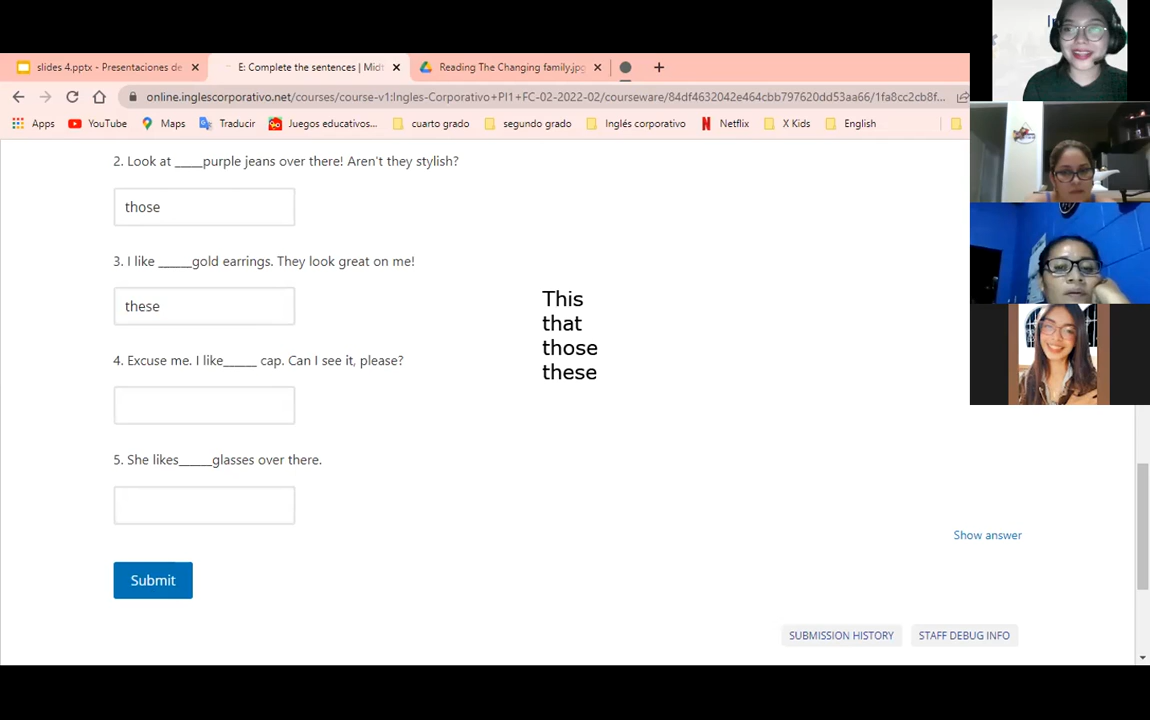 slides 4.pptx - Presentaciones de
E: Complete the sentences | Midt
Reading The Changing family.jpg
online.inglescorporativo.net/courses/course-v1:Ingles-Corporativo+PI1+FC-02-2022-02/courseware/84df4632042e464cbb797620dd53aa66/1fa8cc2cb8f...
Apps
YouTube
Maps
Traducir
Juegos educativos...
cuarto grado
segundo grado
Inglés corporativo
Netflix
X Kids
English
2. Look at _____purple jeans over there! Aren't they stylish?
those
3. I like ______gold earrings. They look great on me!
these
This
that
those
these
4. Excuse me. I like______ cap. Can I see it, please?
5. She likes______glasses over there.
Show answer
Submit
SUBMISSION HISTORY
STAFF DEBUG INFO